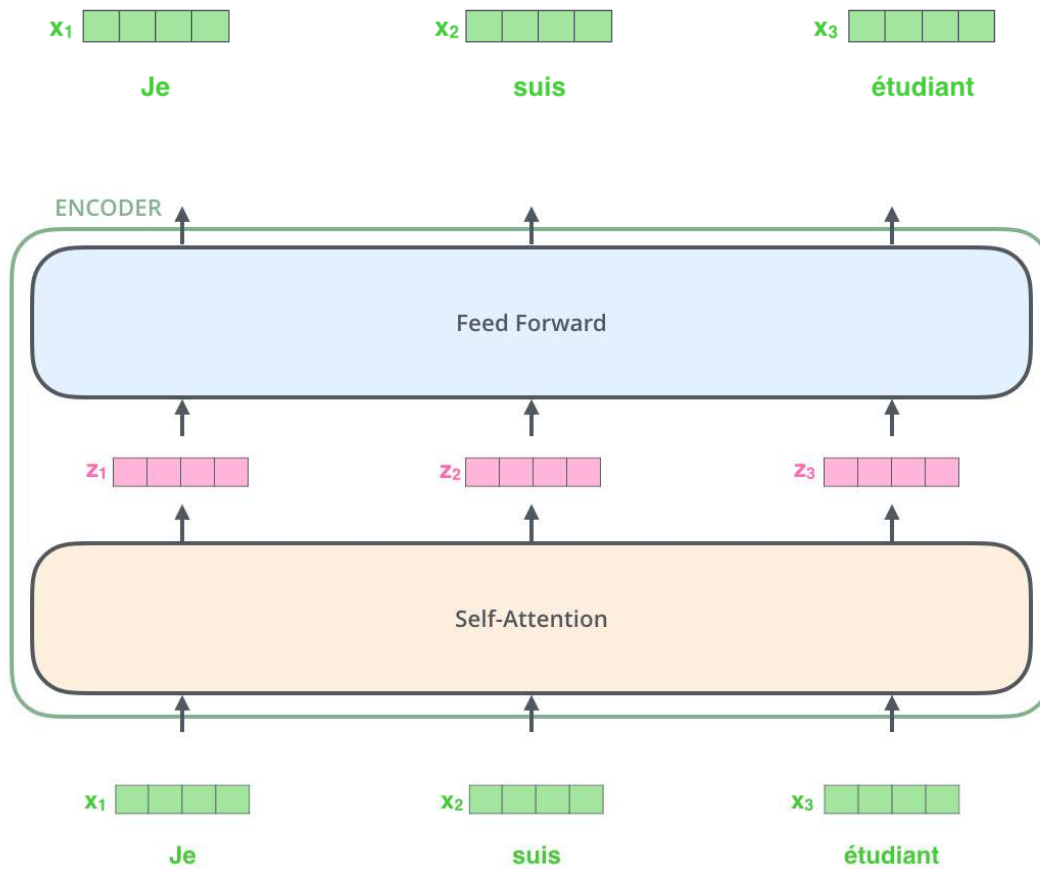 x₁ x₂ x₃
Je suis étudiant
ENCODER
Feed Forward
z₁ z₂ z₃
Self-Attention
x₁ x₂ x₃
Je suis étudiant